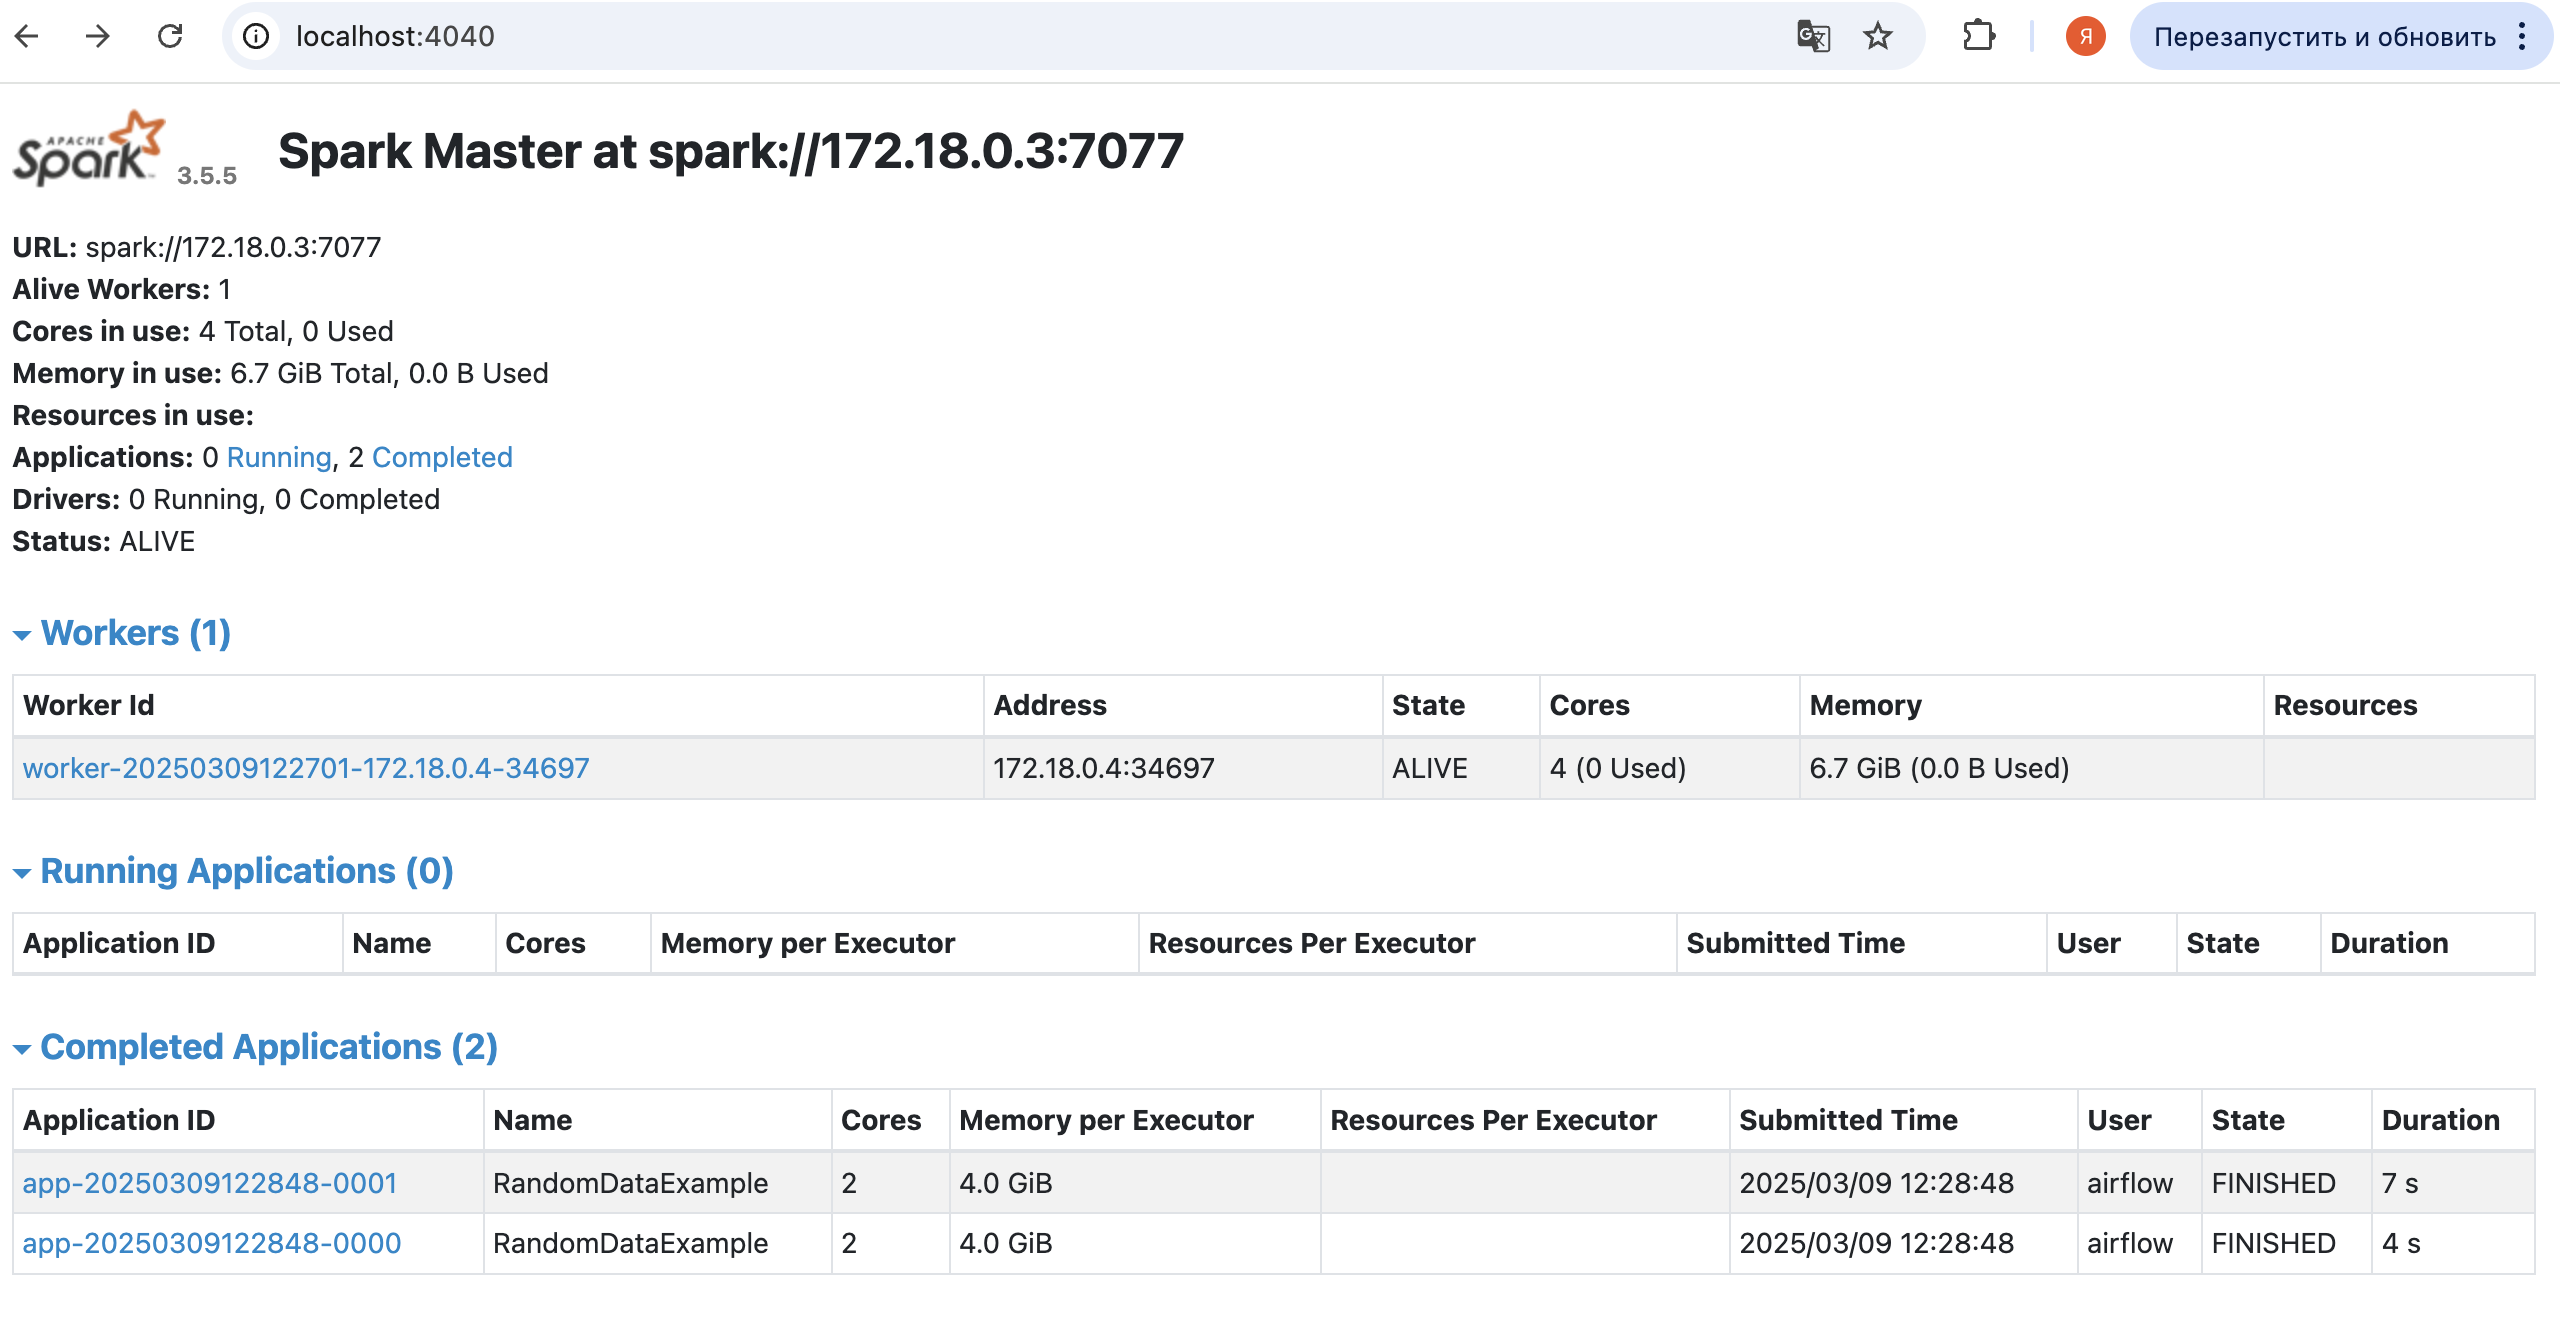 localhost:4040
Я
Перезапустить и обновить
APACHE
Spark 3.5.5
Spark Master at spark://172.18.0.3:7077
URL: spark://172.18.0.3:7077
Alive Workers: 1
Cores in use: 4 Total, 0 Used
Memory in use: 6.7 GiB Total, 0.0 B Used
Resources in use:
Applications: 0 Running, 2 Completed
Drivers: 0 Running, 0 Completed
Status: ALIVE
Workers (1)
Worker Id Address State Cores Memory Resources
worker-20250309122701-172.18.0.4-34697 172.18.0.4:34697 ALIVE 4 (0 Used) 6.7 GiB (0.0 B Used)
Running Applications (0)
Application ID Name Cores Memory per Executor Resources Per Executor Submitted Time User State Duration
Completed Applications (2)
Application ID Name Cores Memory per Executor Resources Per Executor Submitted Time User State Duration
app-20250309122848-0001 RandomDataExample 2 4.0 GiB 2025/03/09 12:28:48 airflow FINISHED 7 s
app-20250309122848-0000 RandomDataExample 2 4.0 GiB 2025/03/09 12:28:48 airflow FINISHED 4 s